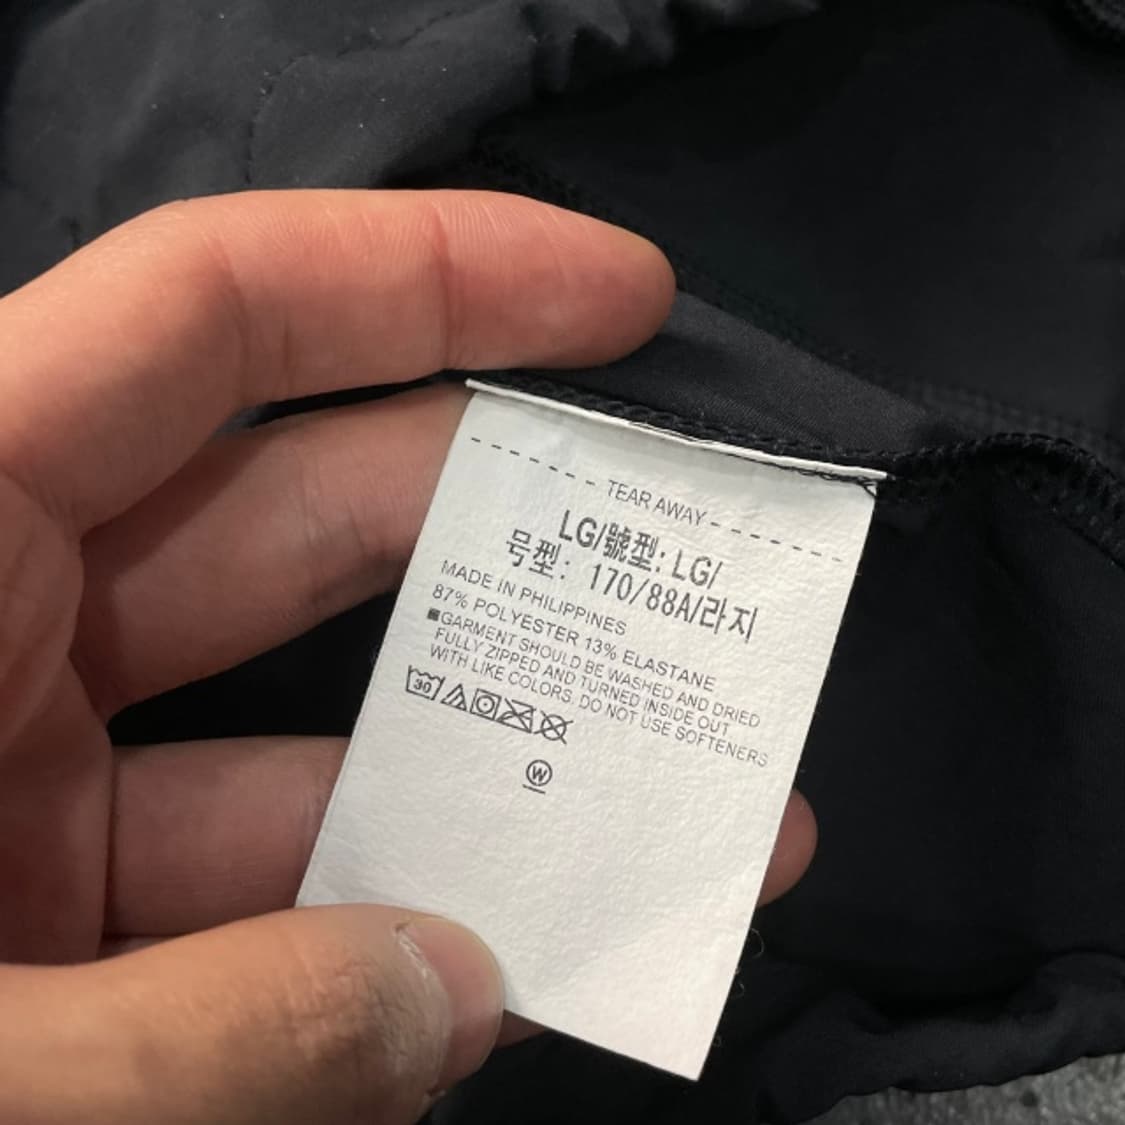 TEAR AWAY
LG/號型: LG/
号型: 170/88A/라지
MADE IN PHILIPPINES
87% POLYESTER 13% ELASTANE
GARMENT SHOULD BE WASHED AND DRIED
FULLY ZIPPED AND TURNED INSIDE OUT
WITH LIKE COLORS. DO NOT USE SOFTENERS
30
W